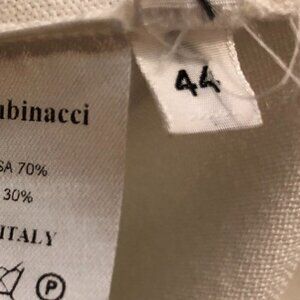 44
ubinacci
SA 70%
30%
ITALY
P